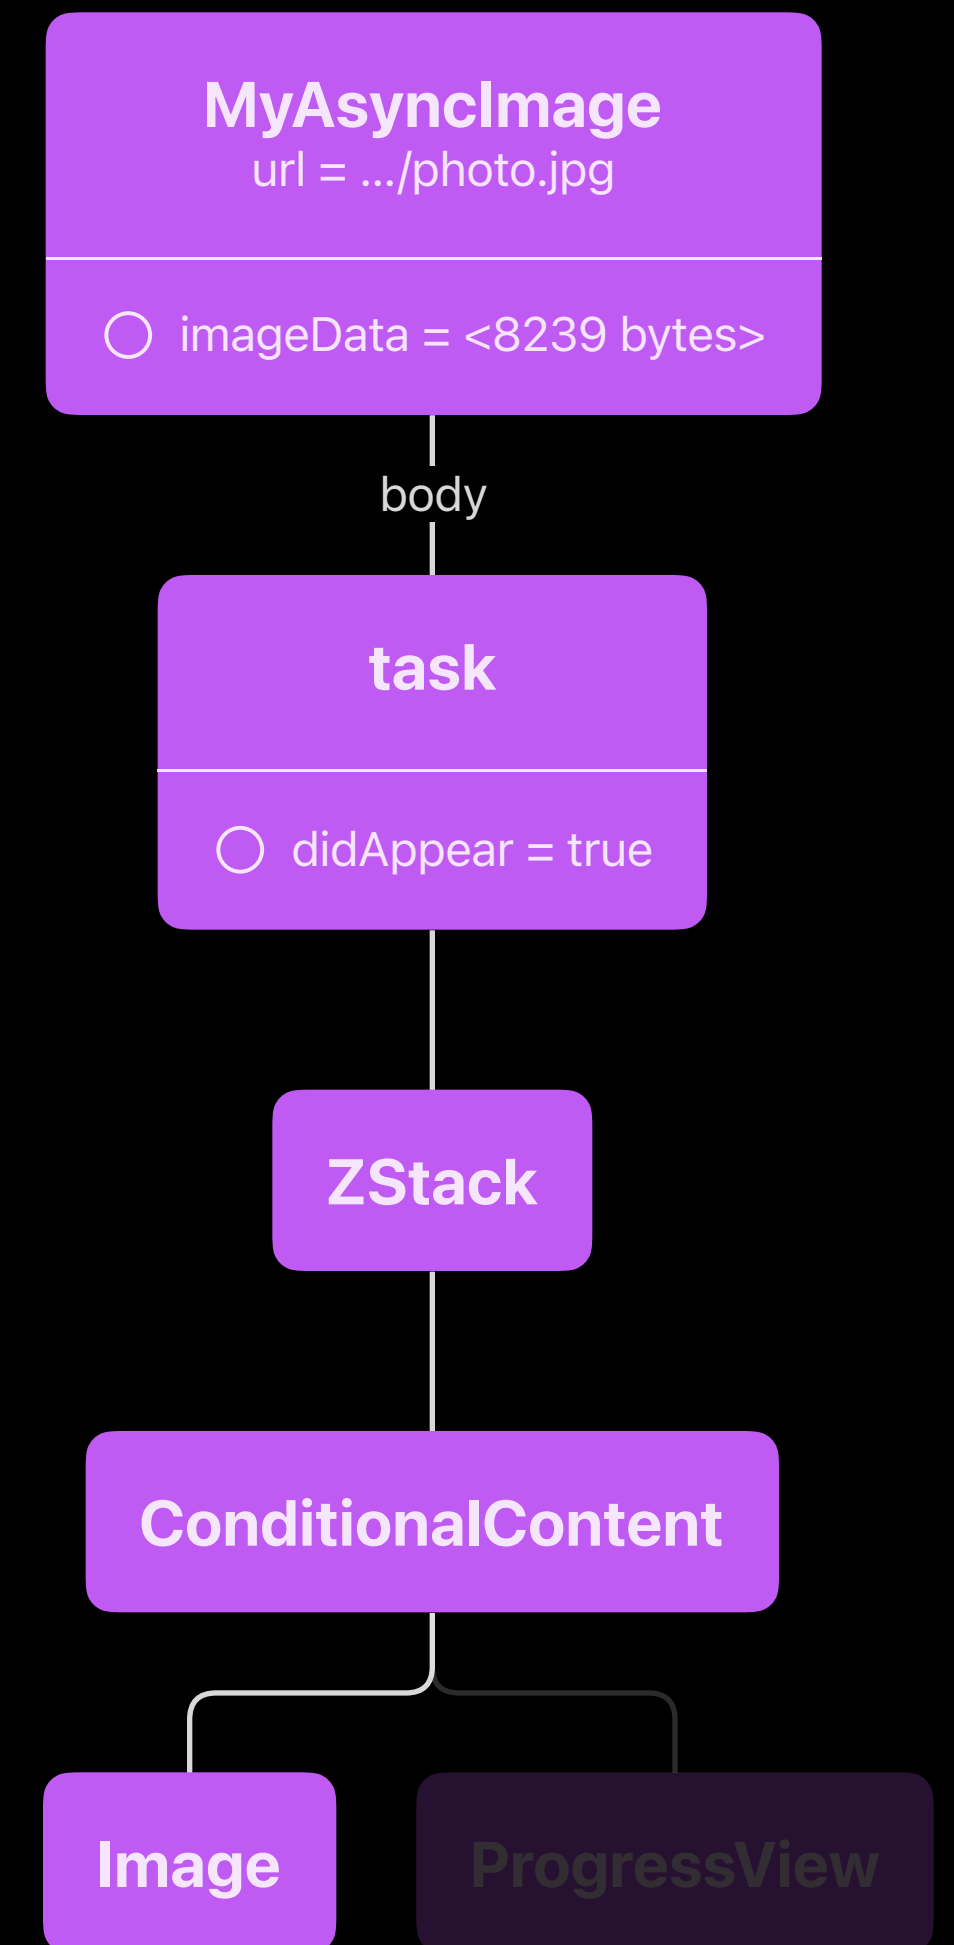 MyAsyncImage
url = .../photo.jpg
imageData = <8239 bytes>
body
task
didAppear = true
ZStack
ConditionalContent
Image
ProgressView